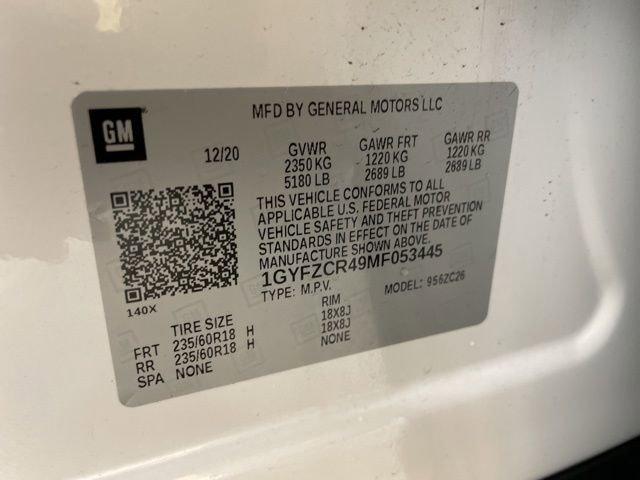 GM
MFD BY GENERAL MOTORS LLC
12/20 GVWR GAWR FRT GAWR RR
2350 KG 1220 KG 1220 KG
5180 LB 2689 LB 2689 LB
THIS VEHICLE CONFORMS TO ALL
APPLICABLE U.S. FEDERAL MOTOR
VEHICLE SAFETY AND THEFT PREVENTION
STANDARDS IN EFFECT ON THE DATE OF
MANUFACTURE SHOWN ABOVE.
1GYFZCR49MF053445
TYPE: M.P.V. MODEL: 956ZC26
140X
TIRE SIZE RIM
FRT 235/60R18 H 18X8J
RR 235/60R18 H 18X8J
SPA NONE NONE